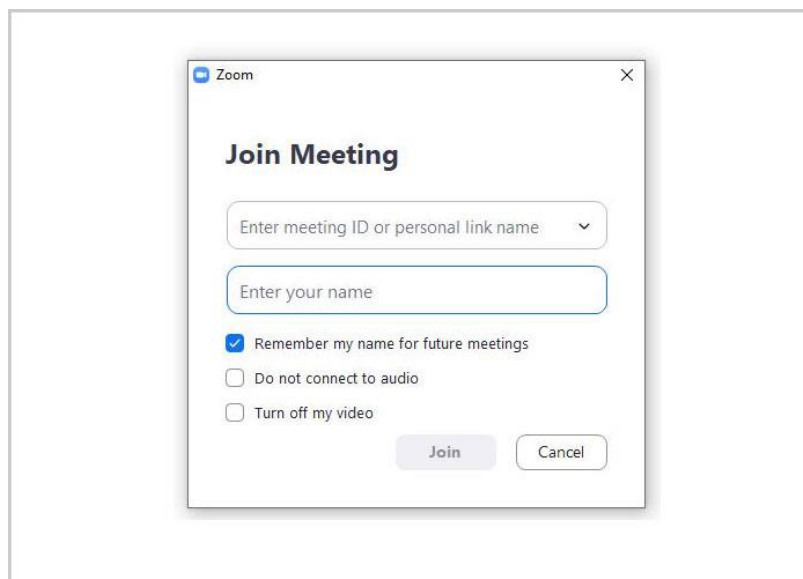 Zoom
Join Meeting
Enter meeting ID or personal link name
Enter your name
Remember my name for future meetings
Do not connect to audio
Turn off my video
Join Cancel